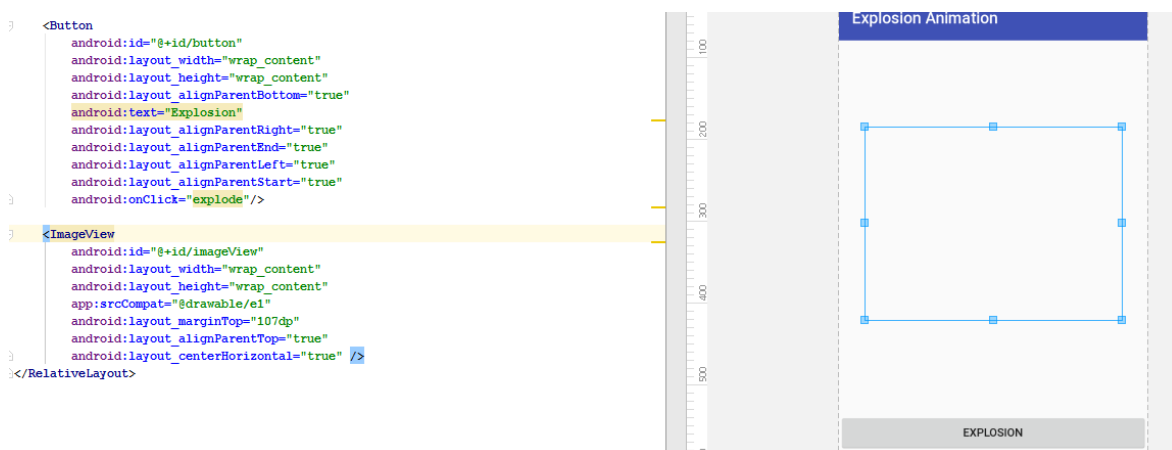 <Button
android:id="@+id/button"
android:layout_width="wrap_content"
android:layout_height="wrap_content"
android:layout_alignParentBottom="true"
android:text="Explosion"
android:layout_alignParentRight="true"
android:layout_alignParentEnd="true"
android:layout_alignParentLeft="true"
android:layout_alignParentStart="true"
android:onClick="explode"/>
<ImageView
android:id="@+id/imageView"
android:layout_width="wrap_content"
android:layout_height="wrap_content"
app:srcCompat="@drawable/e1"
android:layout_marginTop="107dp"
android:layout_alignParentTop="true"
android:layout_centerHorizontal="true" />
</RelativeLayout>
100
200
300
400
500
Explosion Animation
EXPLOSION